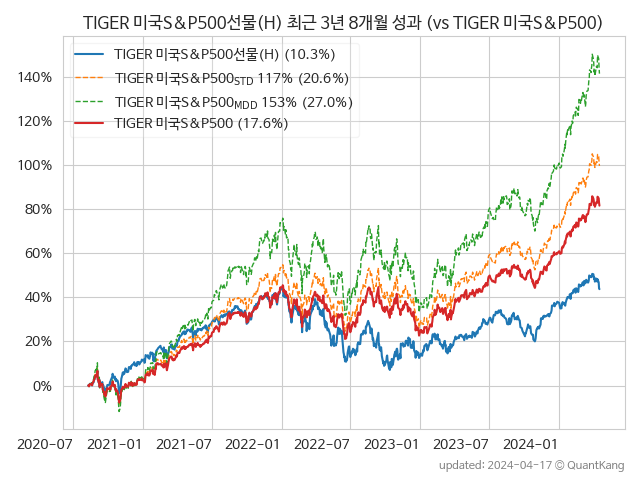 TIGER 미국S&P500선물(H) 최근 3년 8개월 성과 (vs TIGER 미국S&P500)
TIGER 미국S&P500선물(H) (10.3%)
TIGER 미국S&P500STD 117% (20.6%)
TIGER 미국S&P500MDD 153% (27.0%)
TIGER 미국S&P500 (17.6%)
140%
120%
100%
80%
60%
40%
20%
0%
2020-07 2021-01 2021-07 2022-01 2022-07 2023-01 2023-07 2024-01
updated: 2024-04-17 © QuantKang